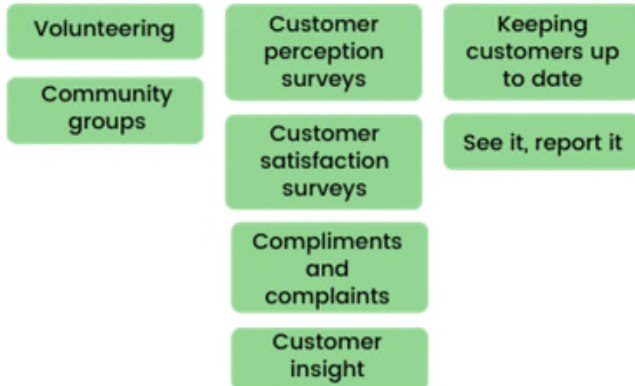 Volunteering
Community
groups
Customer
perception
surveys
Customer
satisfaction
surveys
Compliments
and
complaints
Customer
insight
Keeping
customers up
to date
See it, report it